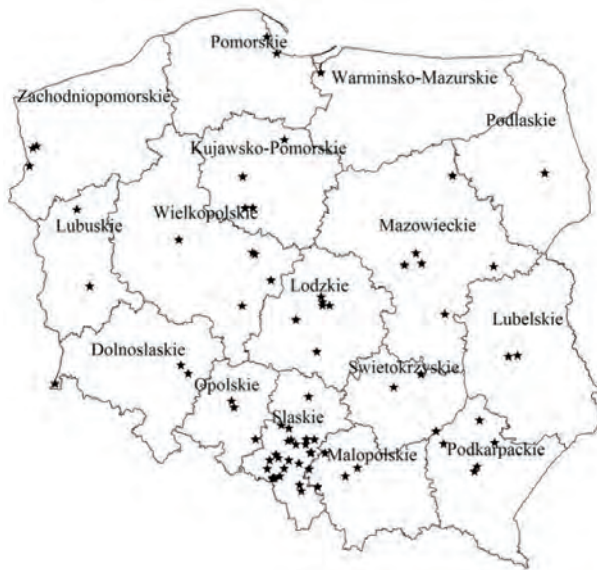 Pomorskie
Warminsko-Mazurskie
Zachodniopomorskie
Podlaskie
Kujawsko-Pomorskie
Wielkopolskie
Lubuskie
Mazowieckie
Lodzkie
Lubelskie
Dolnoslaskie
Swietokrzyskie
Opolskie
Slaskie
Malopolskie
Podkarpackie